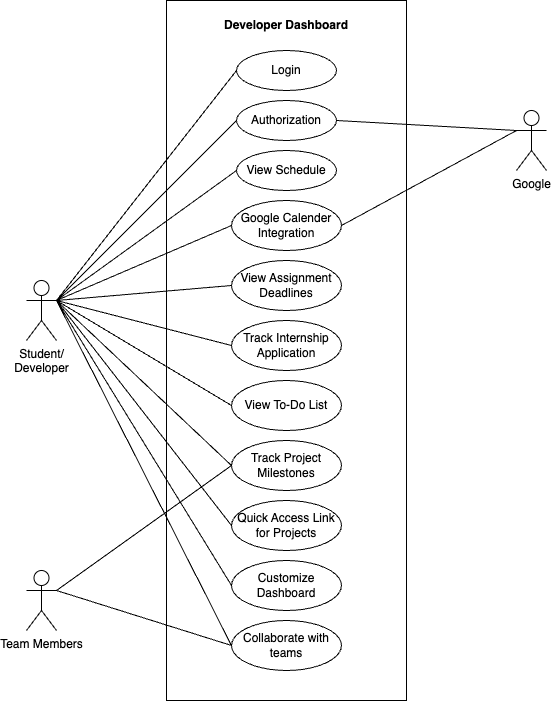 Developer Dashboard
Login
Authorization
Google
View Schedule
Google Calender
Integration
View Assignment
Deadlines
Student/
Developer
Track Internship
Application
View To-Do List
Track Project
Milestones
Quick Access Link
for Projects
Customize
Dashboard
Team Members
Collaborate with
teams